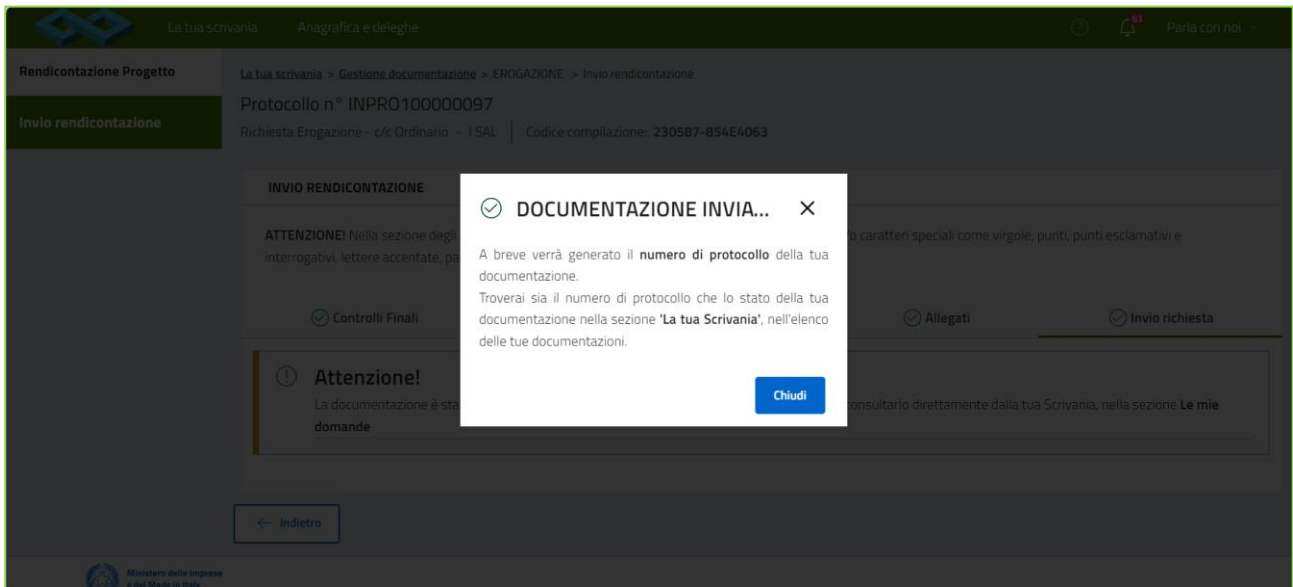 La tua scrivania Anagrafica e deleghe 63 Parla con noi
Rendicontazione Progetto
Invio rendicontazione
La tua scrivania > Gestione documentazione > EROGAZIONE > Invio rendicontazione
Protocollo n° INPRO100000097
Richiesta Erogazione - c/c Ordinario - I SAL Codice compilazione: 230587-854E4063
INVIO RENDICONTAZIONE
ATTENZIONE! Nella sezione degli
caratteri speciali come virgole, punti, punti esclamativi e
interrogativi, lettere accentate,
DOCUMENTAZIONE INVIA...
A breve verrà generato il numero di protocollo della tua
documentazione.
Troverai sia il numero di protocollo che lo stato della tua
documentazione nella sezione 'La tua Scrivania', nell'elenco
delle tue documentazioni.
Chiudi
Controlli Finali Allegati Invio richiesta
Attenzione!
La documentazione è
consultarlo direttamente dalla tua Scrivania, nella sezione Le mie
domande
← Indietro
Ministero delle Imprese
e del Made in Italy